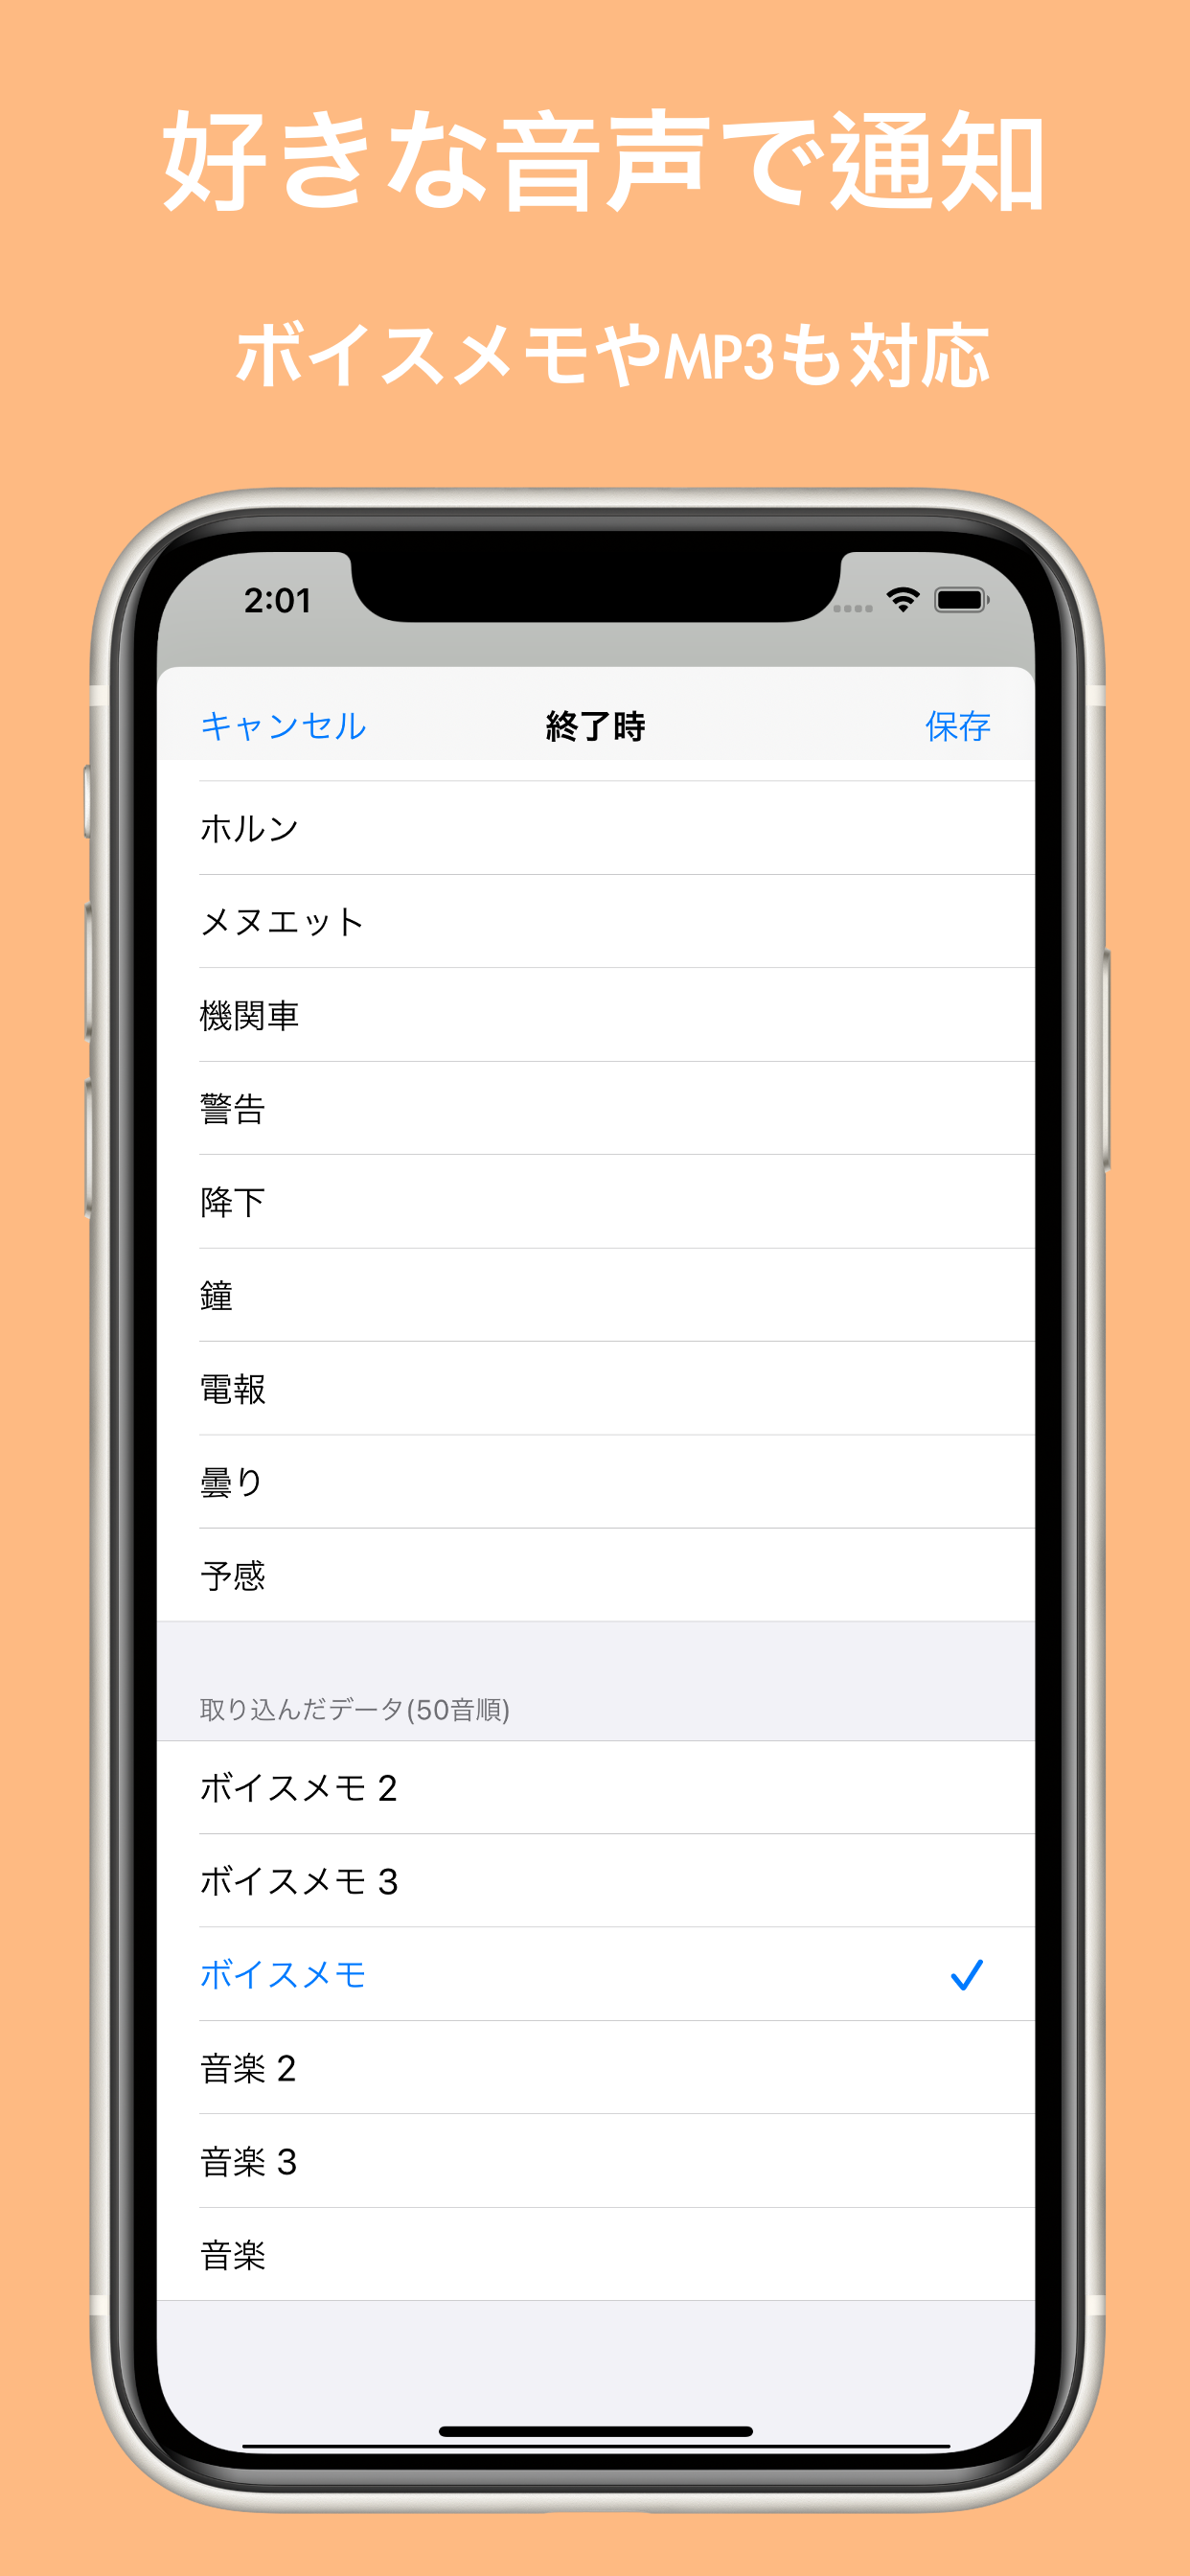 好きな音声で通知
ボイスメモやMP3も対応
2:01
キャンセル 終了時 保存
ホルン
メヌエット
機関車
警告
降下
鐘
電報
曇り
予感
取り込んだデータ(50音順)
ボイスメモ 2
ボイスメモ 3
ボイスメモ
音楽 2
音楽 3
音楽